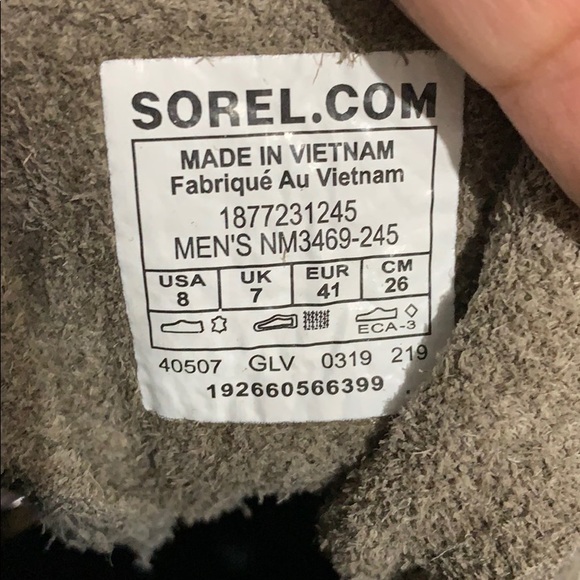 SOREL.COM
MADE IN VIETNAM
Fabriqué Au Vietnam
1877231245
MEN'S NM3469-245
USA UK EUR CM
8 7 41 26
ECA-3
40507 GLV 0319 219
192660566399